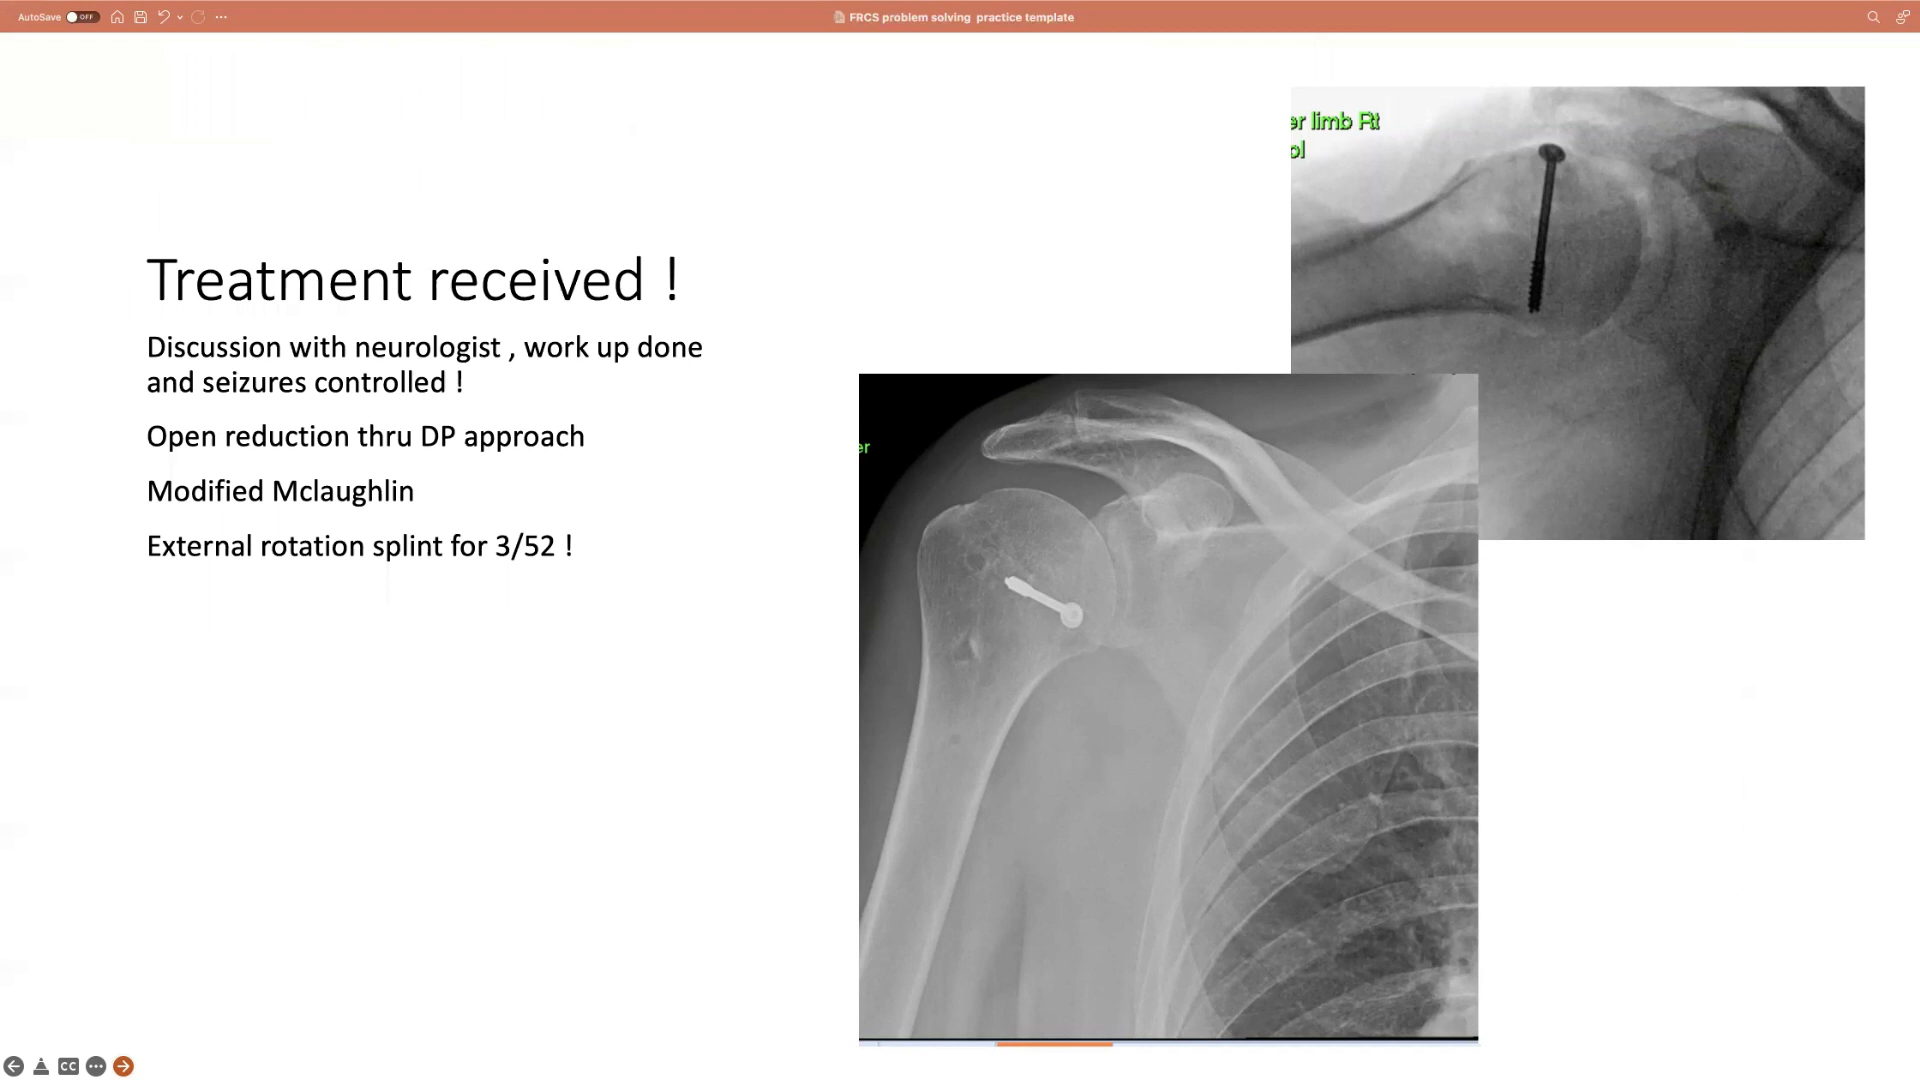 AutoSave OFF
FRCS problem solving practice template
er limb Rt
ol
Treatment received !
Discussion with neurologist , work up done
and seizures controlled !
er
Open reduction thru DP approach
Modified Mclaughlin
External rotation splint for 3/52 !
CC